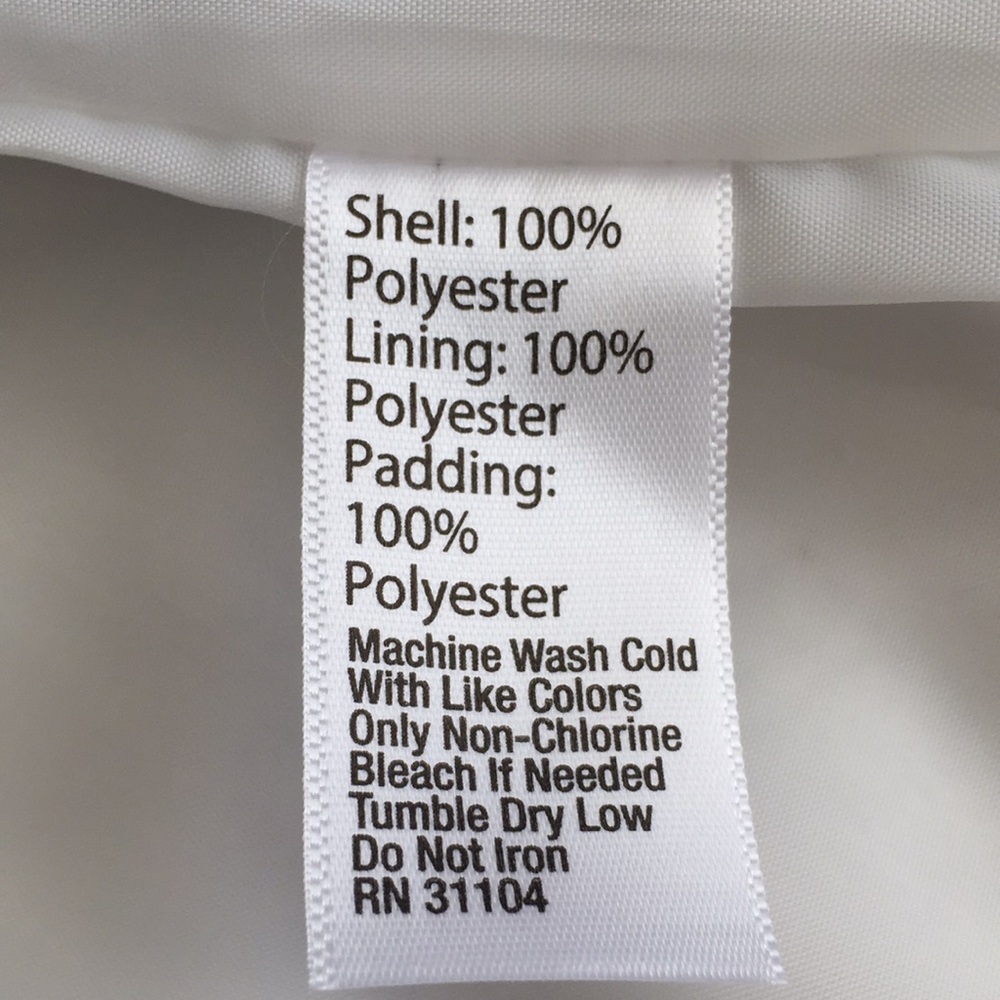 Shell: 100%
Polyester
Lining: 100%
Polyester
Padding:
100%
Polyester
Machine Wash Cold
With Like Colors
Only Non-Chlorine
Bleach If Needed
Tumble Dry Low
Do Not Iron
RN 31104